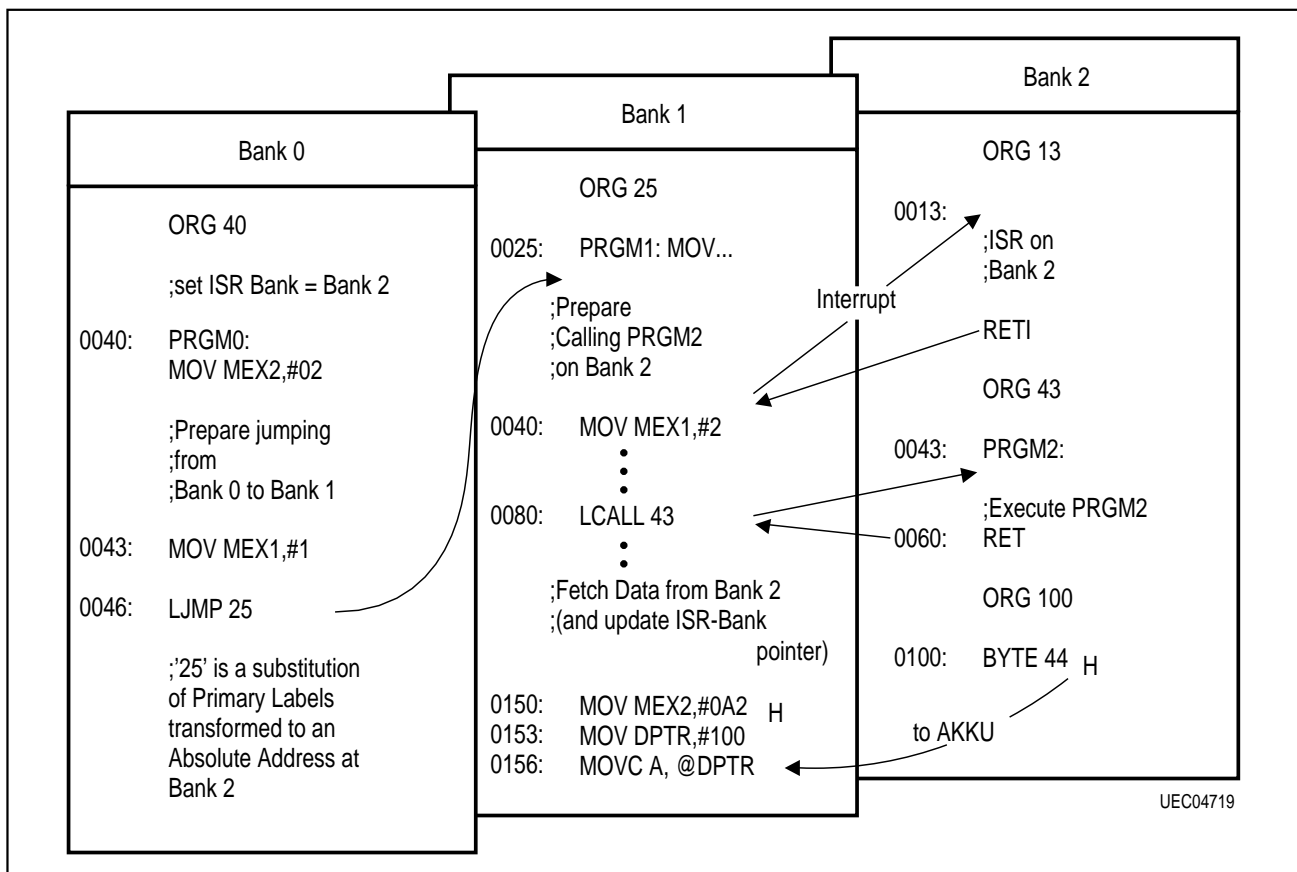 Bank 0
ORG 40
;set ISR Bank = Bank 2
0040: PRGM0:
MOV MEX2,#02
;Prepare jumping
;from
;Bank 0 to Bank 1
0043: MOV MEX1,#1
0046: LJMP 25
;'25' is a substitution
of Primary Labels
transformed to an
Absolute Address at
Bank 2
Bank 1
ORG 25
0025: PRGM1: MOV...
;Prepare
;Calling PRGM2
;on Bank 2
0040: MOV MEX1,#2
0080: LCALL 43
;Fetch Data from Bank 2
;(and update ISR-Bank
pointer)
0150: MOV MEX2,#0A2 H
0153: MOV DPTR,#100
0156: MOVC A, @DPTR
Interrupt
Bank 2
ORG 13
0013:
;ISR on
;Bank 2
RETI
ORG 43
0043: PRGM2:
;Execute PRGM2
0060: RET
ORG 100
0100: BYTE 44 H
to AKKU
UEC04719